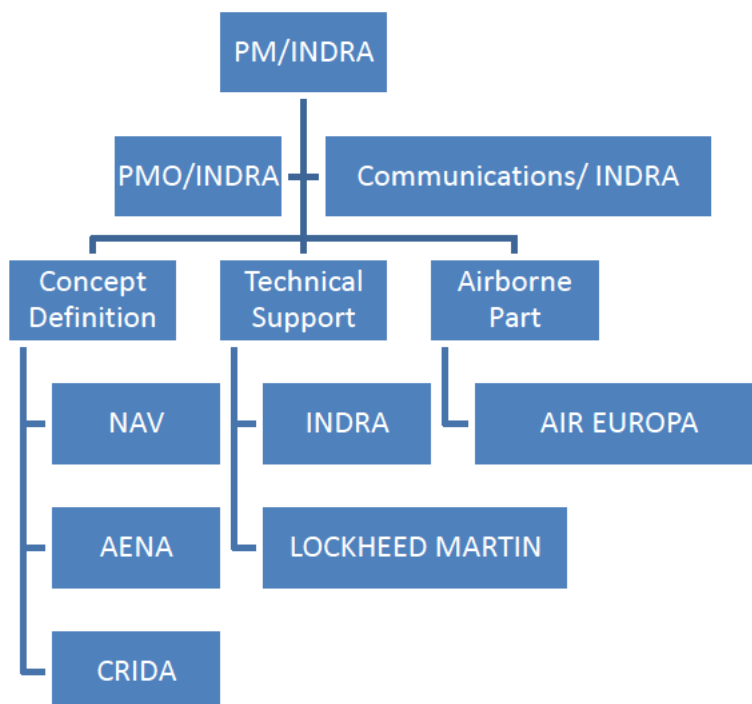 PM/INDRA
PMO/INDRA
Communications/ INDRA
Concept
Definition
Technical
Support
Airborne
Part
NAV
INDRA
AIR EUROPA
AENA
LOCKHEED MARTIN
CRIDA